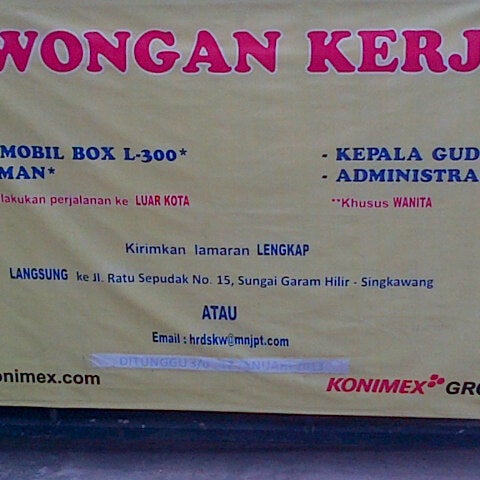 WONGAN KERJ
MOBIL BOX L-300*
MAN*
- KEPALA GUD
- ADMINISTRA
lakukan perjalanan ke LUAR KOTA
**Khusus WANITA
Kirimkan lamaran LENGKAP
LANGSUNG ke Jl. Ratu Sepudak No. 15, Sungai Garam Hilir - Singkawang
ATAU
Email : hrdskw@mnjpt.com
DITUNGGU 2013
onimex.com
KONIMEX GRO